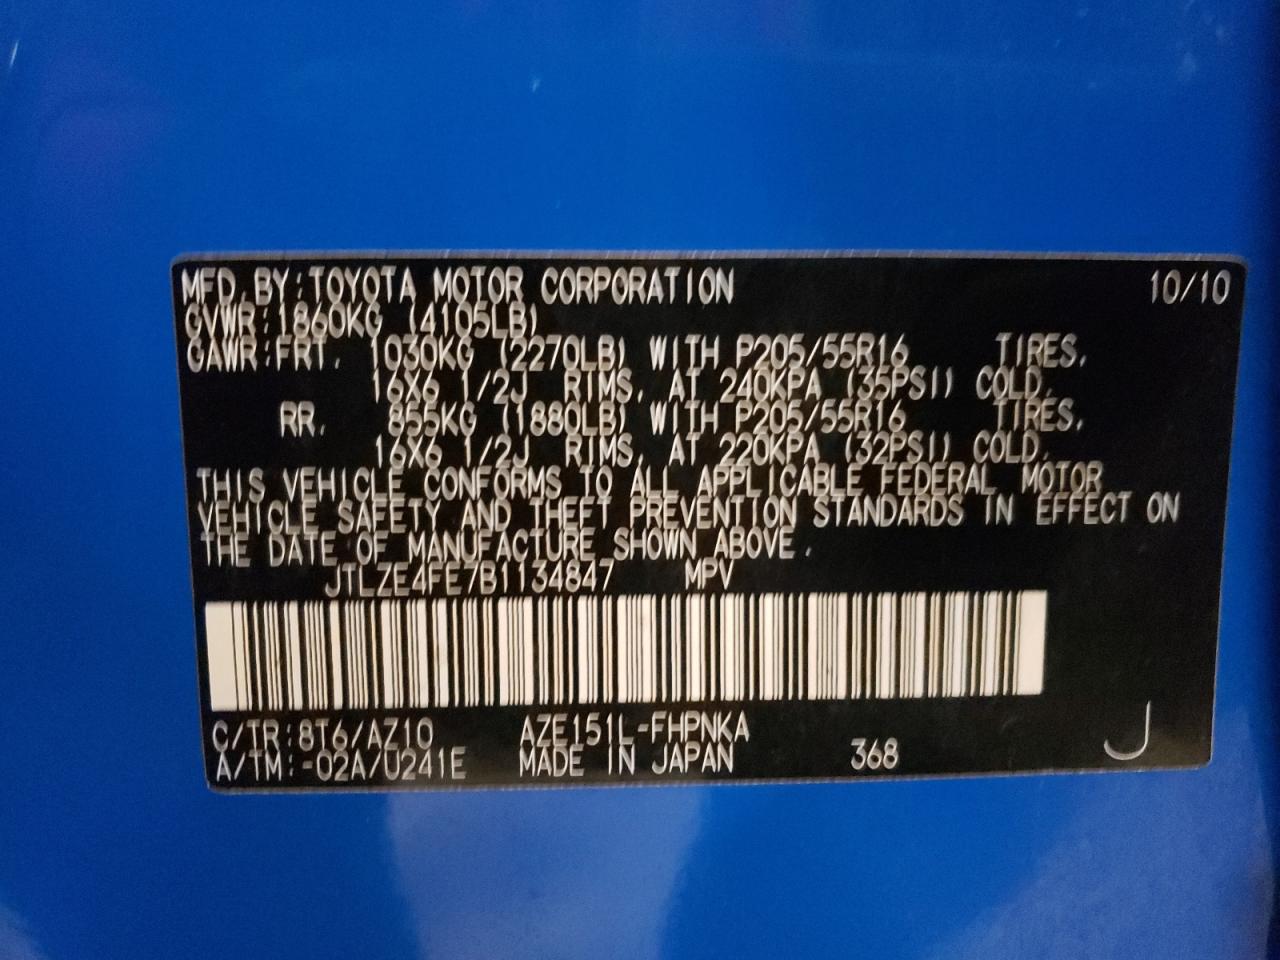 MFD.BY:TOYOTA MOTOR CORPORATION 10/10
GVWR:1860KG (4105LB)
GAWR:FRT. 1030KG (2270LB) WITH P205/55R16 TIRES,
16X6 1/2J RIMS, AT 240KPA (35PSI) COLD.
RR. 855KG (1880LB) WITH P205/55R16 TIRES,
16X6 1/2J RIMS, AT 220KPA (32PSI) COLD.
THIS VEHICLE CONFORMS TO ALL APPLICABLE FEDERAL MOTOR
VEHICLE SAFETY AND THEFT PREVENTION STANDARDS IN EFFECT ON
THE DATE OF MANUFACTURE SHOWN ABOVE.
JTLZE4FE7B1134847 MPV
C/TR:8T6/AZ10 AZE151L-FHPNKA
A/TM:-02A/U241E MADE IN JAPAN 368 J